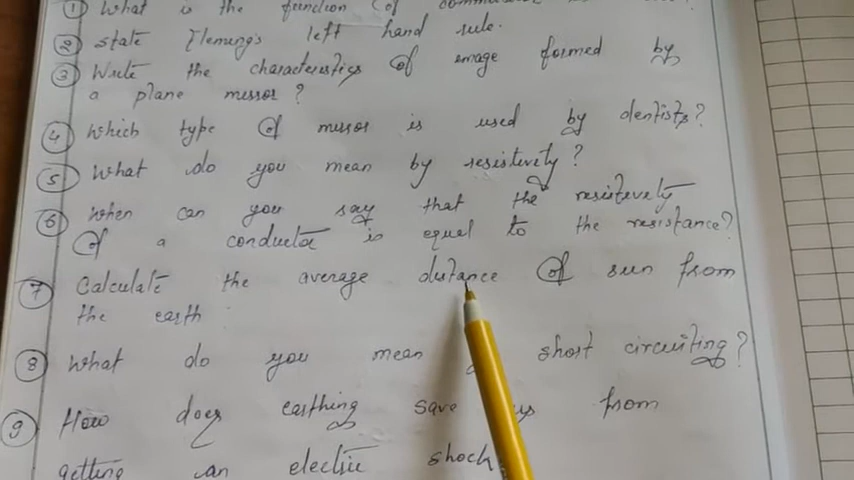 ① What is the function of
② State Flemings left hand rule.
③ Write the characteristics of image formed by
a plane mirror?
④ Which type of mirror is used by dentists?
⑤ What do you mean by resistivety?
⑥ When can you say that the resistevety
of a conductor is equal to the resistance?
⑦ Calculate the average distance of sun from
the earth
⑧ What do you mean short circuiting?
⑨ How does earthing save us from
getting an electric shock